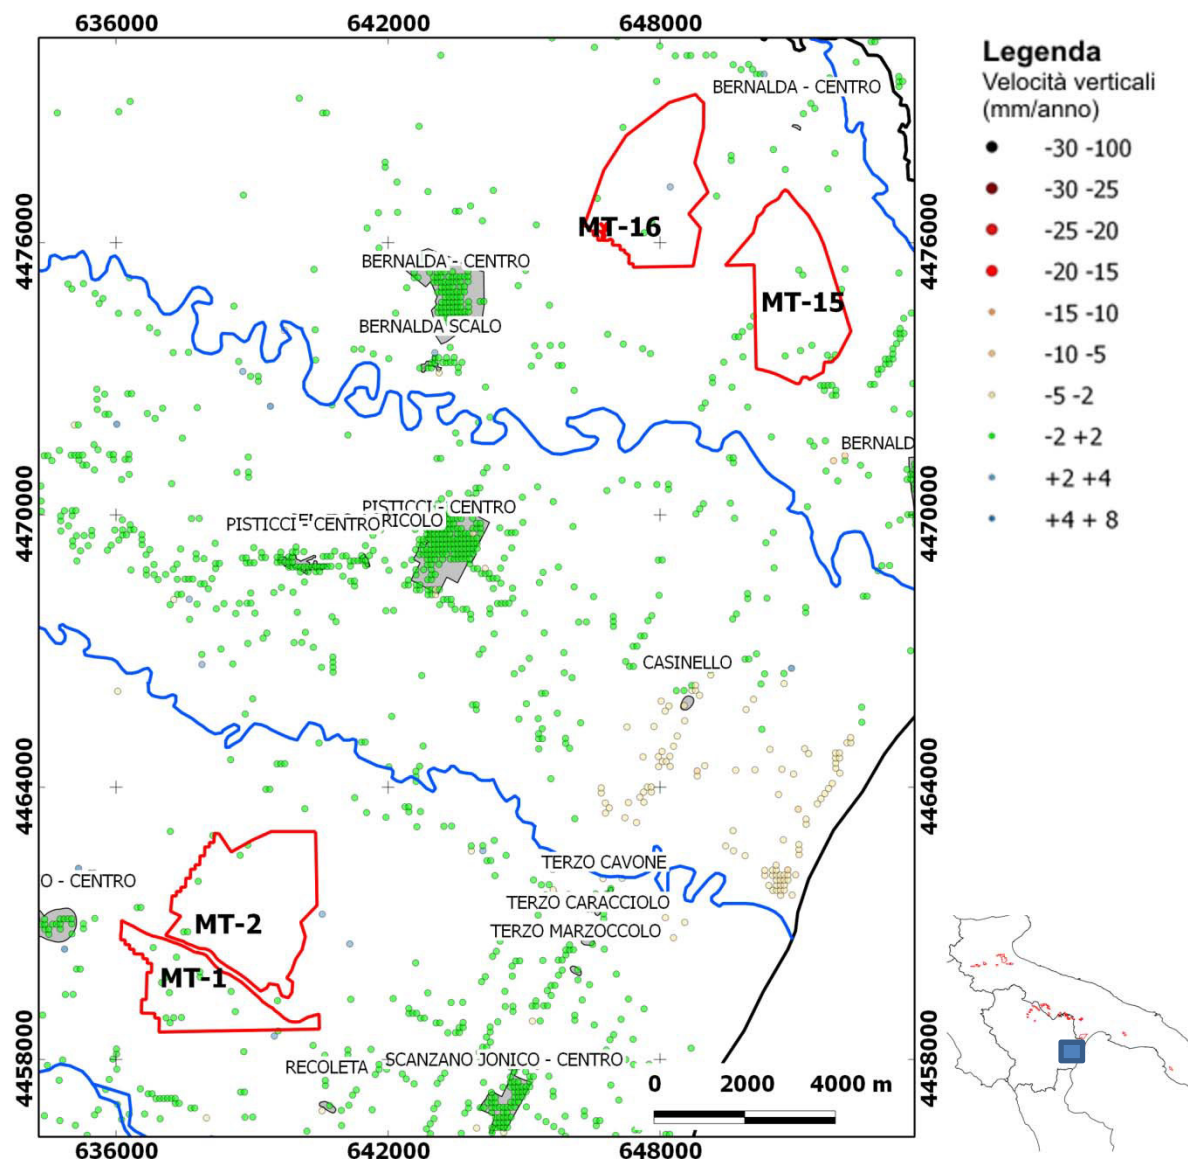 636000 642000 648000
Legenda
Velocità verticali
(mm/anno)
-30 -100
-30 -25
-25 -20
-20 -15
-15 -10
-10 -5
-5 -2
-2 +2
+2 +4
+4 + 8
BERNALDA - CENTRO
4476000
4476000
MT-16
BERNALDA - CENTRO
MT-15
BERNALDA SCALO
BERNALD
4470000
4470000
PISTICCI - CENTRO
PISTICCI - CENTRO
RICOLO
CASINELLO
4464000
4464000
TERZO CAVONE
O - CENTRO
TERZO CARACCIOLO
MT-2
TERZO MARZOCCOLO
MT-1
4458000
4458000
RECOLETA
SCANZANO JONICO - CENTRO
0 2000 4000 m
636000 642000 648000